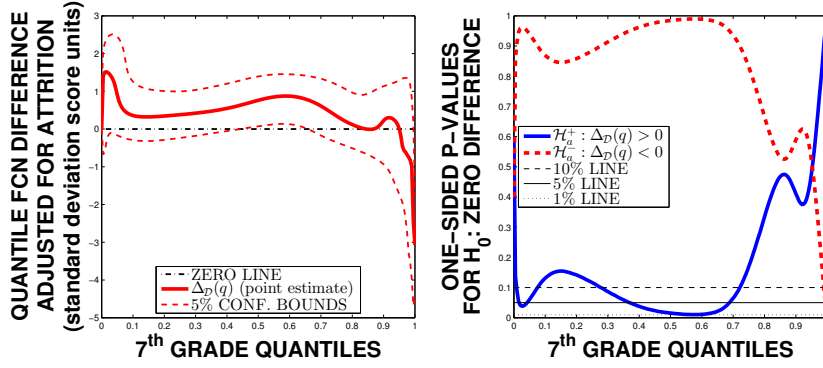 QUANTILE FCN DIFFERENCE
ADJUSTED FOR ATTRITION
(standard deviation score units)
3
2
1
0
−1
−2
−3
−4
−5
ZERO LINE
Δ_D(q) (point estimate)
5% CONF. BOUNDS
0 0.1 0.2 0.3 0.4 0.5 0.6 0.7 0.8 0.9 1
7th GRADE QUANTILES
ONE−SIDED P−VALUES
FOR H0: ZERO DIFFERENCE
1
0.9
0.8
0.7
0.6
0.5
0.4
0.3
0.2
0.1
0
H_a^+ : Δ_D(q) > 0
H_a^− : Δ_D(q) < 0
10% LINE
5% LINE
1% LINE
0 0.1 0.2 0.3 0.4 0.5 0.6 0.7 0.8 0.9
7th GRADE QUANTILES